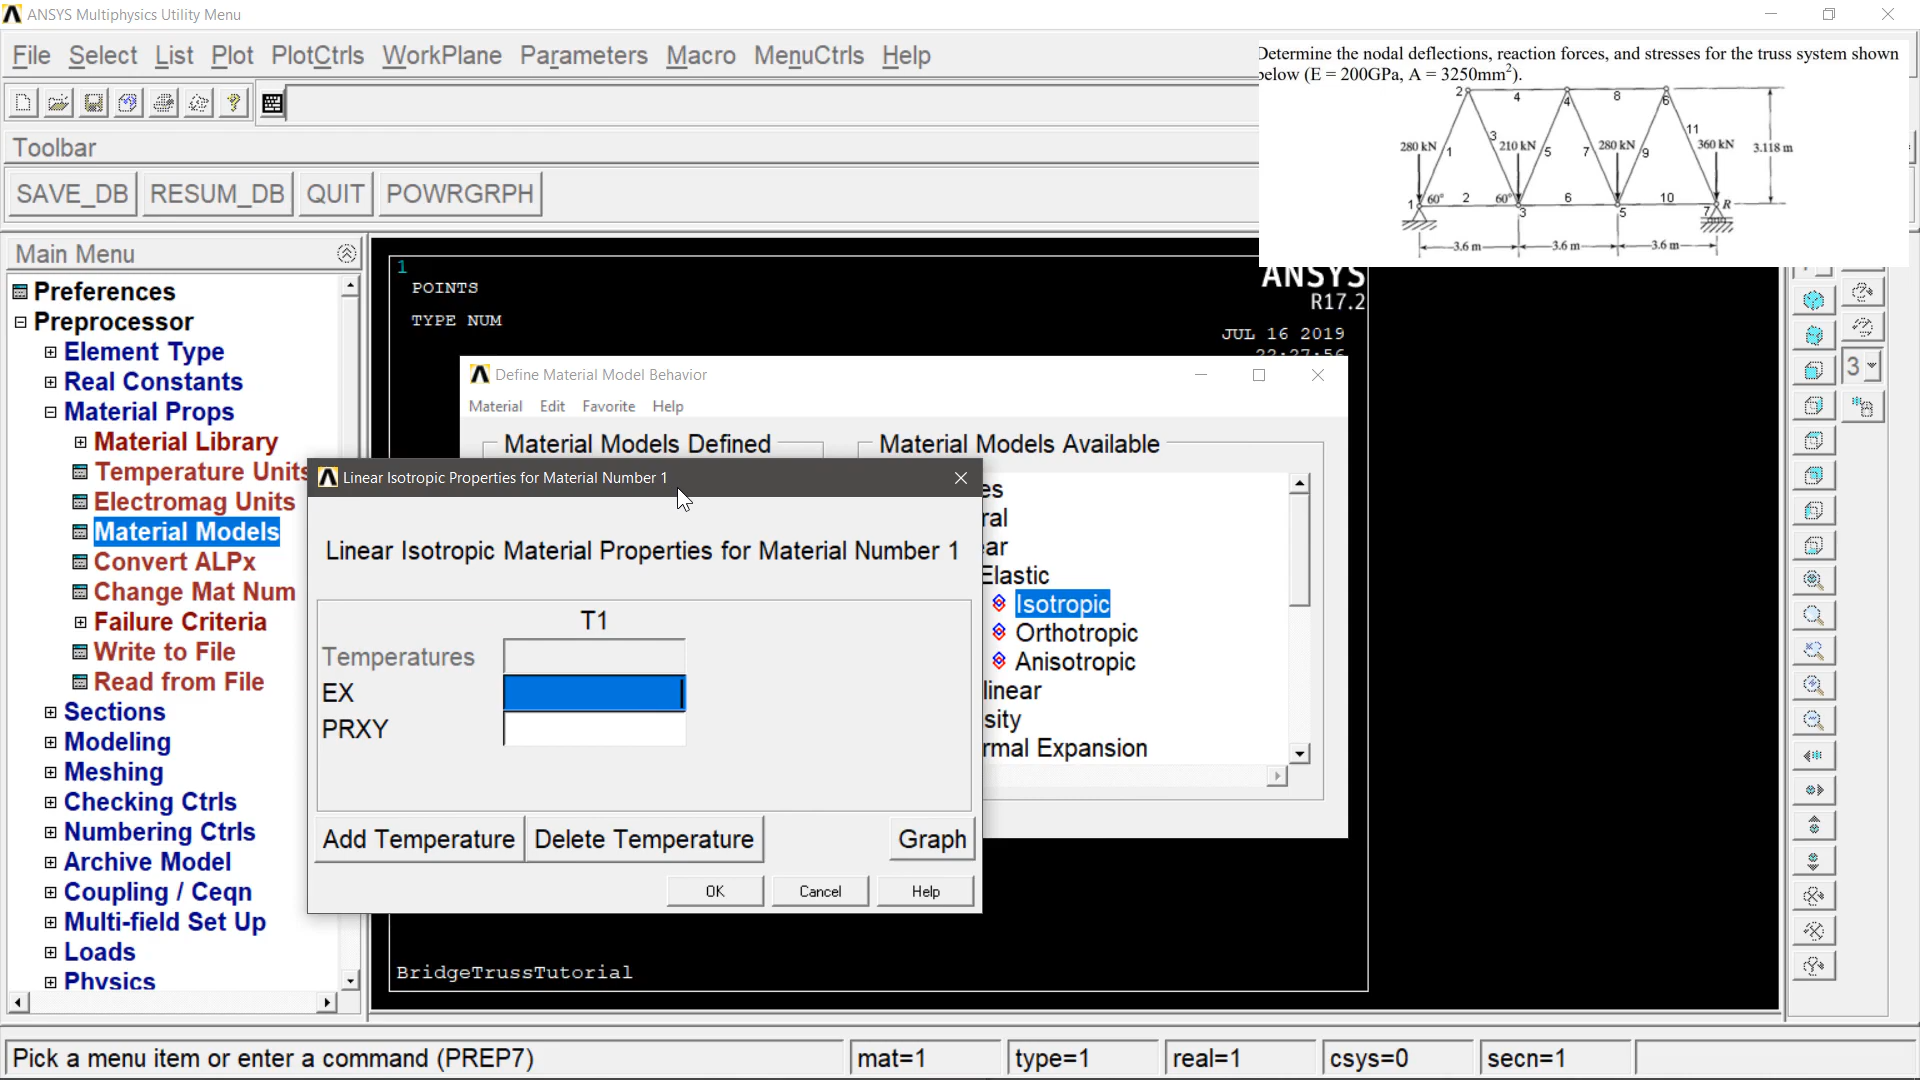 ANSYS Multiphysics Utility Menu
File Select List Plot PlotCtrls WorkPlane Parameters Macro MenuCtrls Help
Determine the nodal deflections, reaction forces, and stresses for the truss system shown
below (E = 200GPa, A = 3250mm²).
2 4 4 8 6
3 11
280 kN 1 210 kN 5 7 280 kN 9 360 kN 3.118 m
1 60° 2 60° 6 10 R
3 5 7
3.6 m 3.6 m 3.6 m
Toolbar
SAVE_DB RESUM_DB QUIT POWRGRPH
Main Menu
Preferences
Preprocessor
Element Type
Real Constants
Material Props
Material Library
Temperature Units
Electromag Units
Material Models
Convert ALPx
Change Mat Num
Failure Criteria
Write to File
Read from File
Sections
Modeling
Meshing
Checking Ctrls
Numbering Ctrls
Archive Model
Coupling / Ceqn
Multi-field Set Up
Loads
Physics
1
POINTS
TYPE NUM
ANSYS
R17.2
JUL 16 2019
22:27:56
3
Define Material Model Behavior
Material Edit Favorite Help
Material Models Defined
Material Models Available
es
ral
ar
Elastic
Isotropic
Orthotropic
Anisotropic
linear
sity
rmal Expansion
Linear Isotropic Properties for Material Number 1
Linear Isotropic Material Properties for Material Number 1
T1
Temperatures
EX
PRXY
Add Temperature Delete Temperature Graph
OK Cancel Help
BridgeTrussTutorial
Pick a menu item or enter a command (PREP7) mat=1 type=1 real=1 csys=0 secn=1